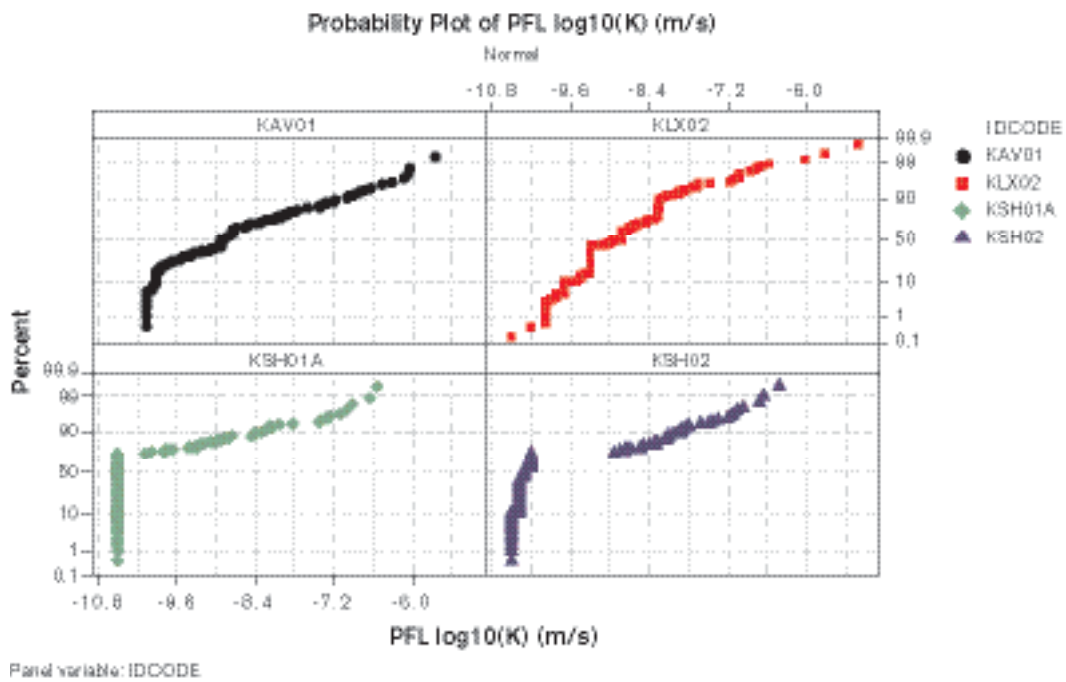 Probability Plot of PFL log10(K) (m/s)
Normal
-10.8 -9.6 -8.4 -7.2 -6.0
KAV01 KLX02
IDCODE
KAV01
KLX02
KSH01A
KSH02
99.9
99
90
50
10
1
0.1
KSH01A KSH02
Percent
99.9
99
90
50
10
1
0.1
-10.8 -9.6 -8.4 -7.2 -6.0
PFL log10(K) (m/s)
Panel variable: IDCODE